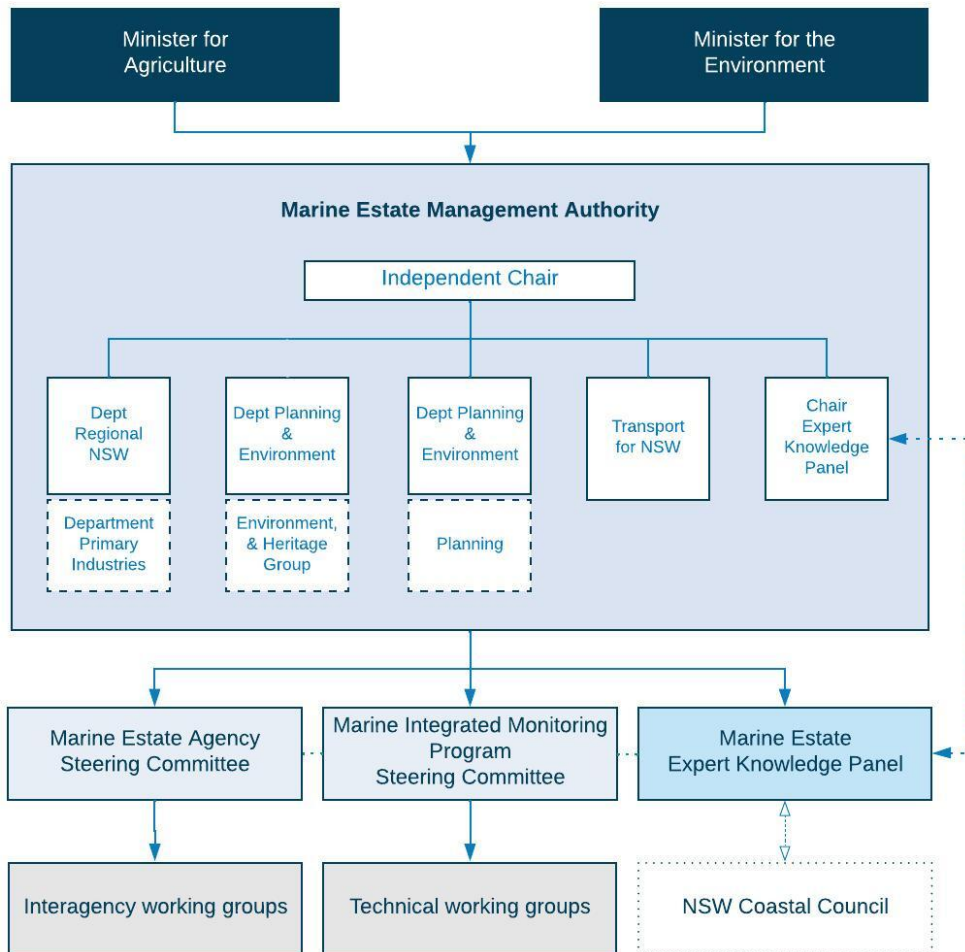 Minister for
Agriculture
Minister for the
Environment
Marine Estate Management Authority
Independent Chair
Dept
Regional
NSW
Dept Planning
&
Environment
Dept Planning
&
Environment
Transport
for NSW
Chair
Expert
Knowledge
Panel
Department
Primary
Industries
Environment,
& Heritage
Group
Planning
Marine Estate Agency
Steering Committee
Marine Integrated Monitoring
Program
Steering Committee
Marine Estate
Expert Knowledge Panel
Interagency working groups
Technical working groups
NSW Coastal Council